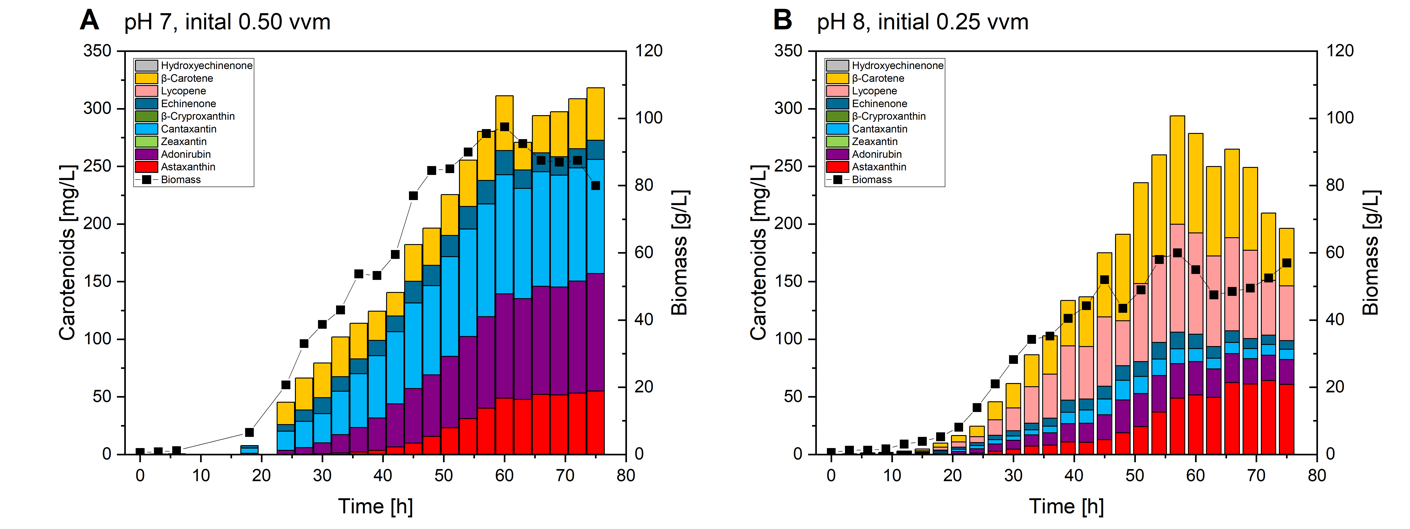 A pH 7, inital 0.50 vvm
350
300
250
200
150
100
50
0
Carotenoids [mg/L]
Hydroxyechinenone
β-Carotene
Lycopene
Echinenone
β-Cryproxanthin
Cantaxantin
Zeaxantin
Adonirubin
Astaxanthin
Biomass
120
100
80
60
40
20
0
Biomass [g/L]
0 10 20 30 40 50 60 70 80
Time [h]
B pH 8, initial 0.25 vvm
350
300
250
200
150
100
50
0
Carotenoids [mg/L]
Hydroxyechinenone
β-Carotene
Lycopene
Echinenone
β-Cryproxanthin
Cantaxantin
Zeaxantin
Adonirubin
Astaxanthin
Biomass
120
100
80
60
40
20
0
Biomass [g/L]
0 10 20 30 40 50 60 70 80
Time [h]